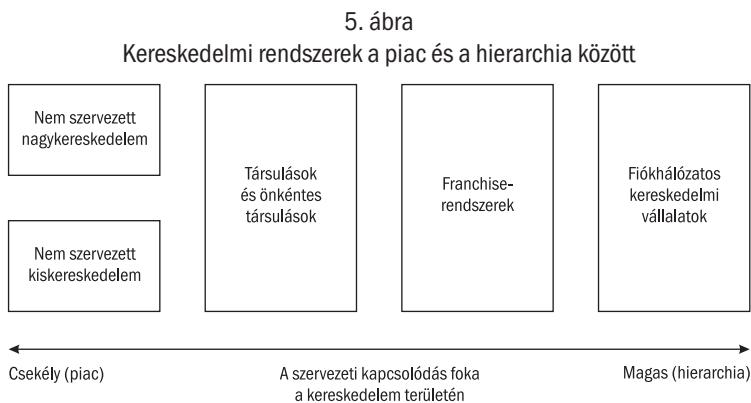 5. ábra
Kereskedelmi rendszerek a piac és a hierarchia között
Nem szervezett
nagykereskedelem
Nem szervezett
kiskereskedelem
Társulások
és önkéntes
társulások
Franchise-
rendszerek
Fiókhálózatos
kereskedelmi
vállalatok
Csekély (piac)
A szervezeti kapcsolódás foka
a kereskedelem területén
Magas (hierarchia)